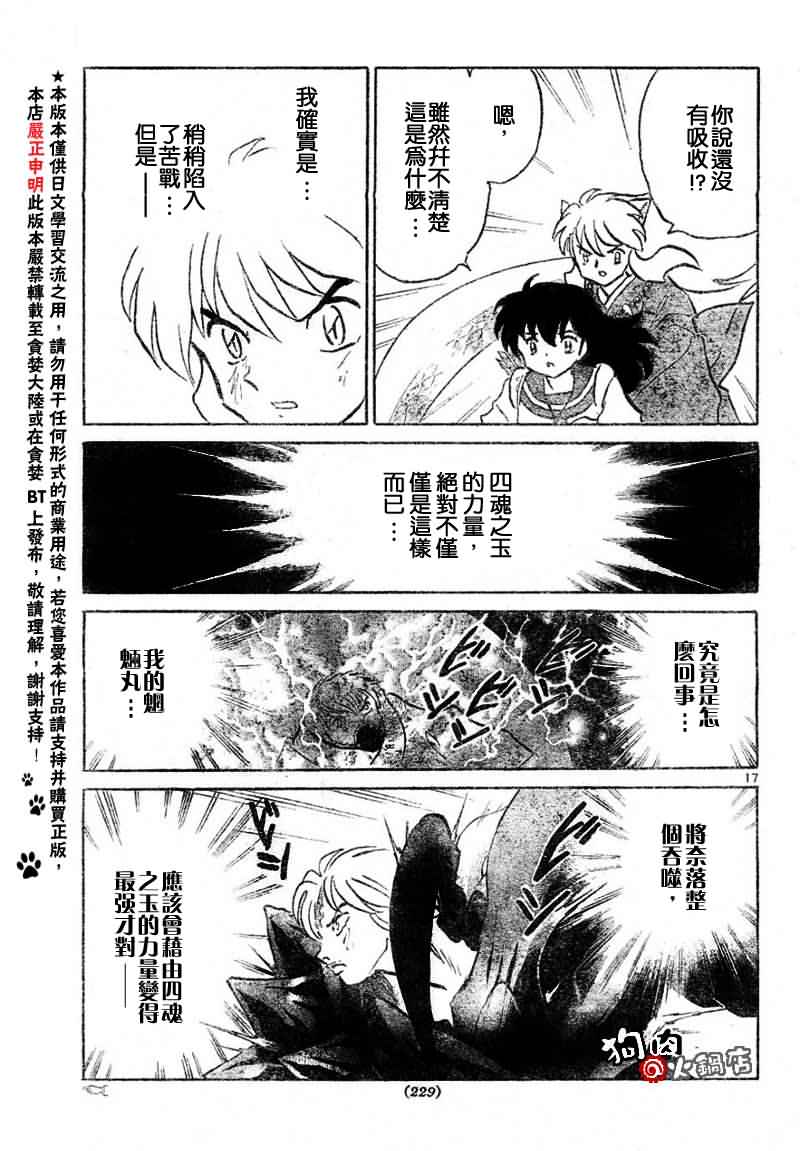 你說還沒
有吸收!?
嗯，
雖然幷不清楚
這是為什麼…
我確實是…
稍稍陷入
了苦戰…
但是——
四魂之玉
的力量，
絕對不僅
僅是這樣
而已…
究竟是怎
麼回事…
我的魍
魎丸…
17
將奈落整
個吞噬，
應該會藉由四魂
之玉的力量變得
最强才對——
狗肉
火鍋店
(229)
★本版本僅供日文學習交流之用，請勿用于任何形式的商業用途，若您喜愛本作品請支持并購買正版，
本店嚴正申明此版本嚴禁轉載至貪婪大陸或在貪婪 BT 上發布，敬請理解，謝謝支持！